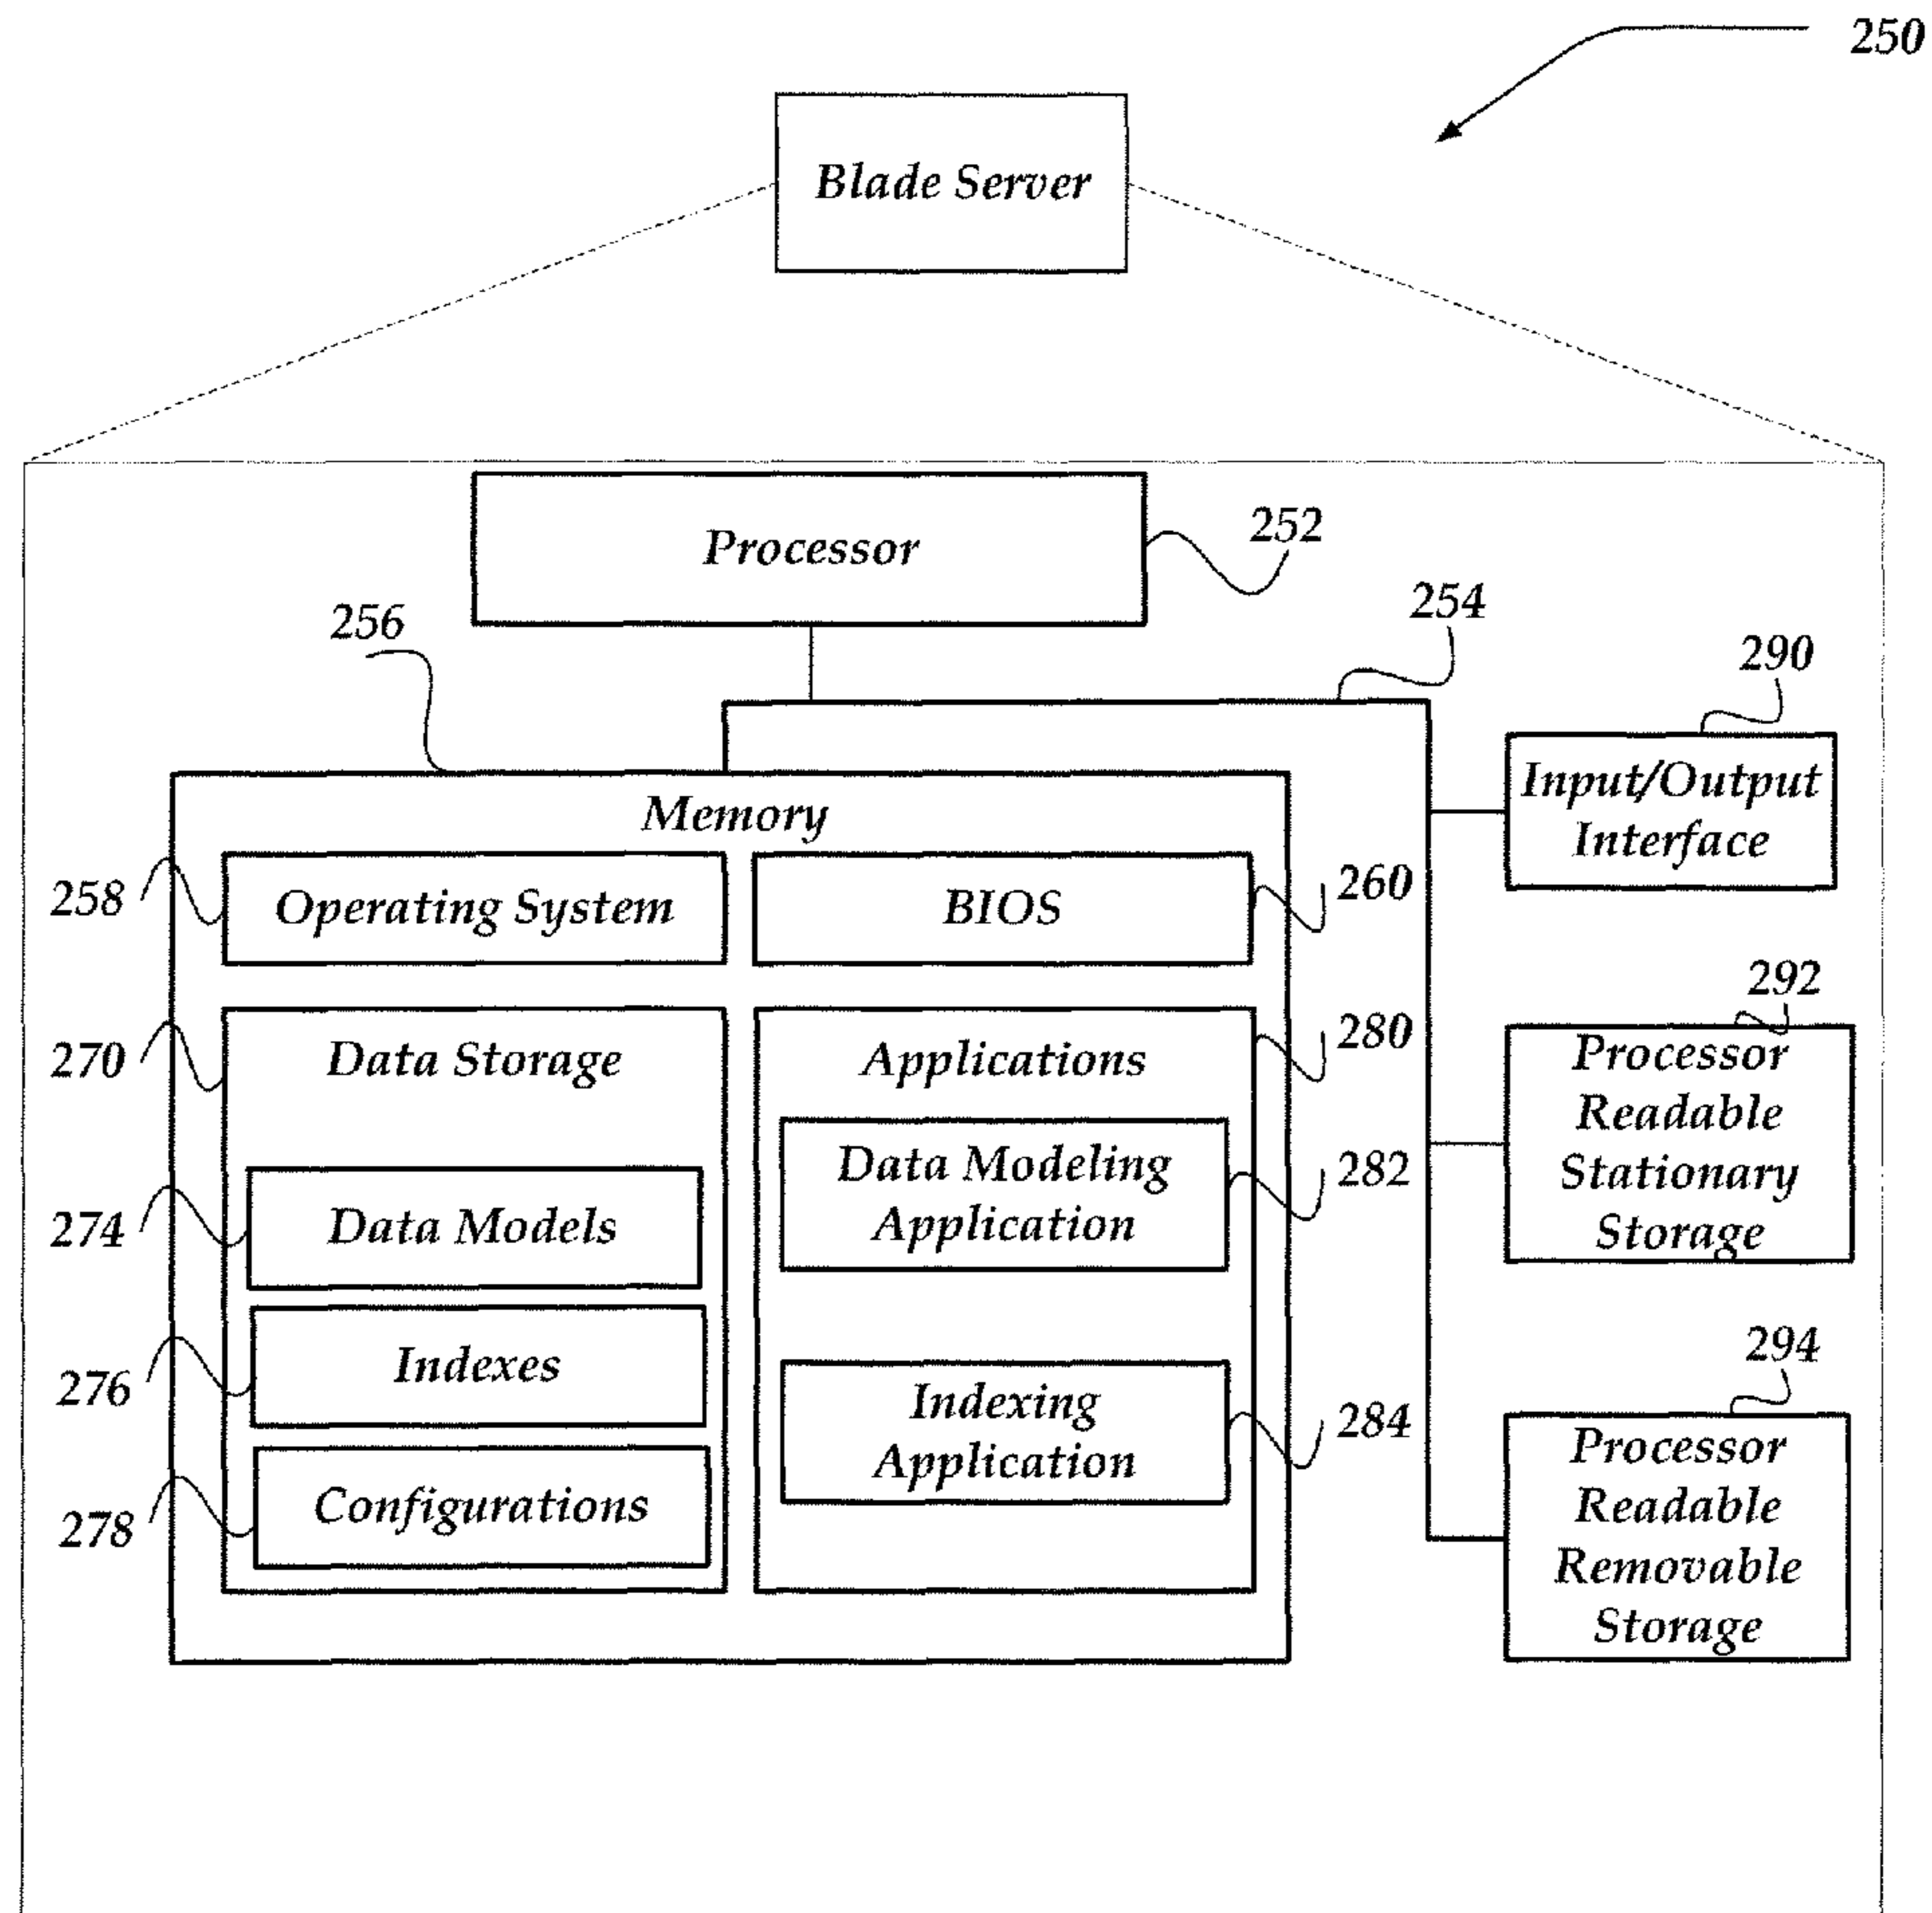 250
Blade Server
Processor
252
254
256
290
Input/Output
Interface
Memory
258
Operating System
BIOS
260
292
Processor
Readable
Stationary
Storage
270
Data Storage
274
Data Models
276
Indexes
278
Configurations
Applications
280
Data Modeling
Application
282
Indexing
Application
284
294
Processor
Readable
Removable
Storage